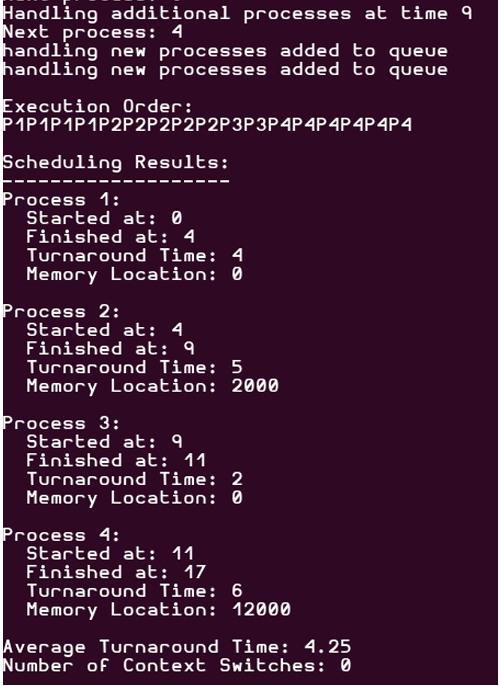 Handling additional processes at time 9
Next process: 4
handling new processes added to queue
handling new processes added to queue
Execution Order:
P1P1P1P1P2P2P2P2P2P3P3P4P4P4P4P4P4
Scheduling Results:
-------------------
Process 1:
Started at: 0
Finished at: 4
Turnaround Time: 4
Memory Location: 0
Process 2:
Started at: 4
Finished at: 9
Turnaround Time: 5
Memory Location: 2000
Process 3:
Started at: 9
Finished at: 11
Turnaround Time: 2
Memory Location: 0
Process 4:
Started at: 11
Finished at: 17
Turnaround Time: 6
Memory Location: 12000
Average Turnaround Time: 4.25
Number of Context Switches: 0